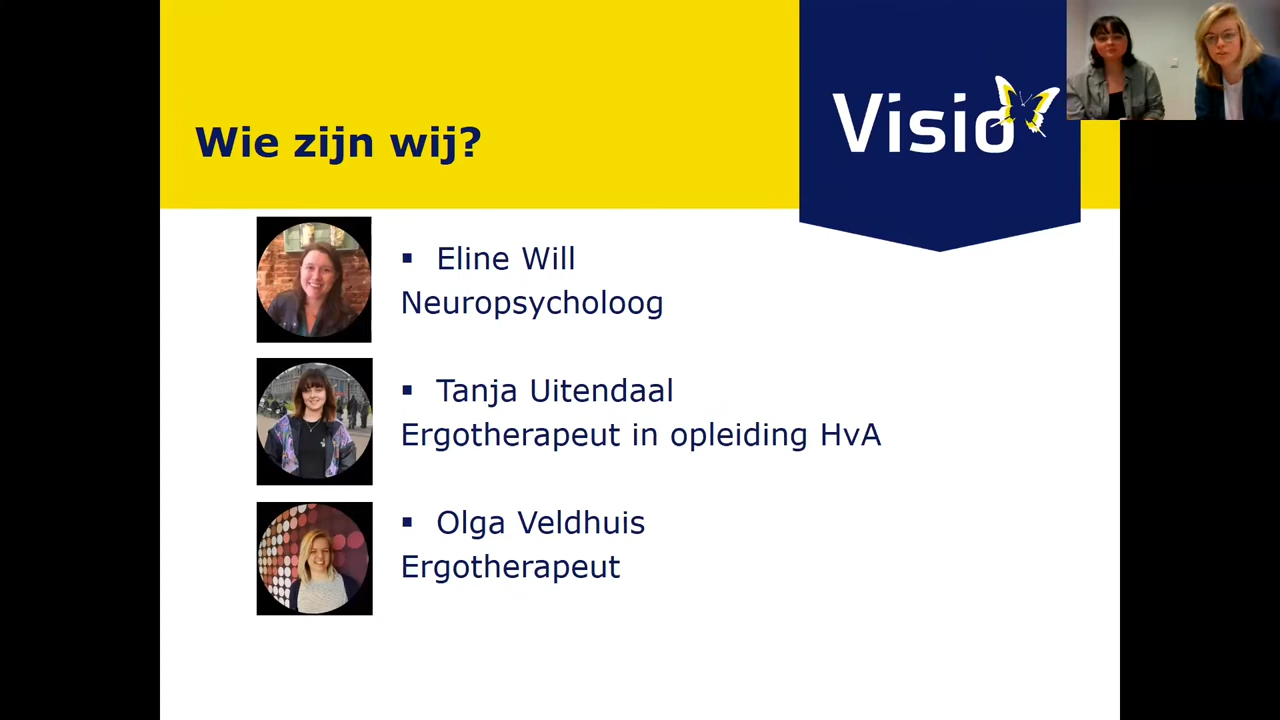 Wie zijn wij?
Visio
▪ Eline Will
Neuropsycholoog
▪ Tanja Uitendaal
Ergotherapeut in opleiding HvA
▪ Olga Veldhuis
Ergotherapeut